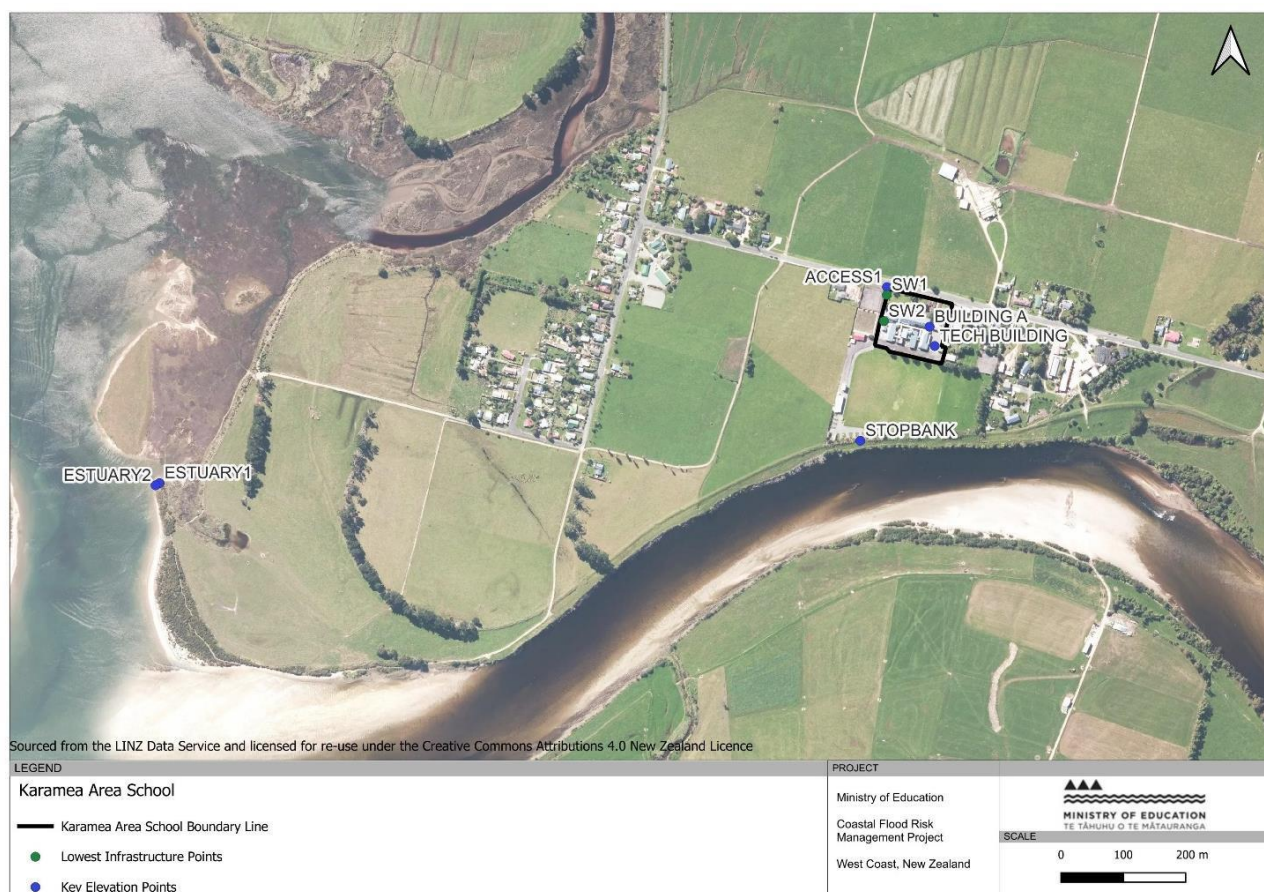 ACCESS1
SW1
SW2
BUILDING A
TECH BUILDING
STOPBANK
ESTUARY2
ESTUARY1
Sourced from the LINZ Data Service and licensed for re-use under the Creative Commons Attributions 4.0 New Zealand Licence
LEGEND
Karamea Area School
Karamea Area School Boundary Line
Lowest Infrastructure Points
Key Elevation Points
PROJECT
Ministry of Education
Coastal Flood Risk
Management Project
West Coast, New Zealand
MINISTRY OF EDUCATION
TE TĀHUHU O TE MĀTAURANGA
SCALE
0 100 200 m